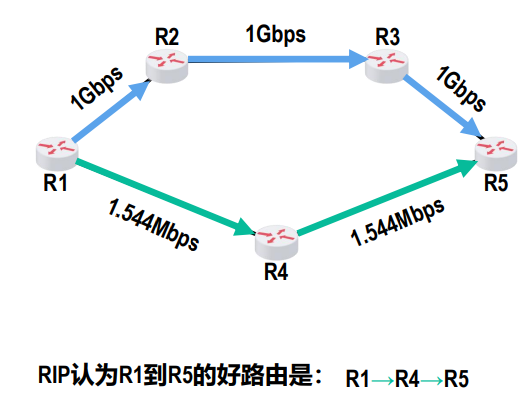 R2
1Gbps
R3
1Gbps
1Gbps
R1
R5
1.544Mbps
1.544Mbps
R4
RIP认为R1到R5的好路由是： R1→R4→R5